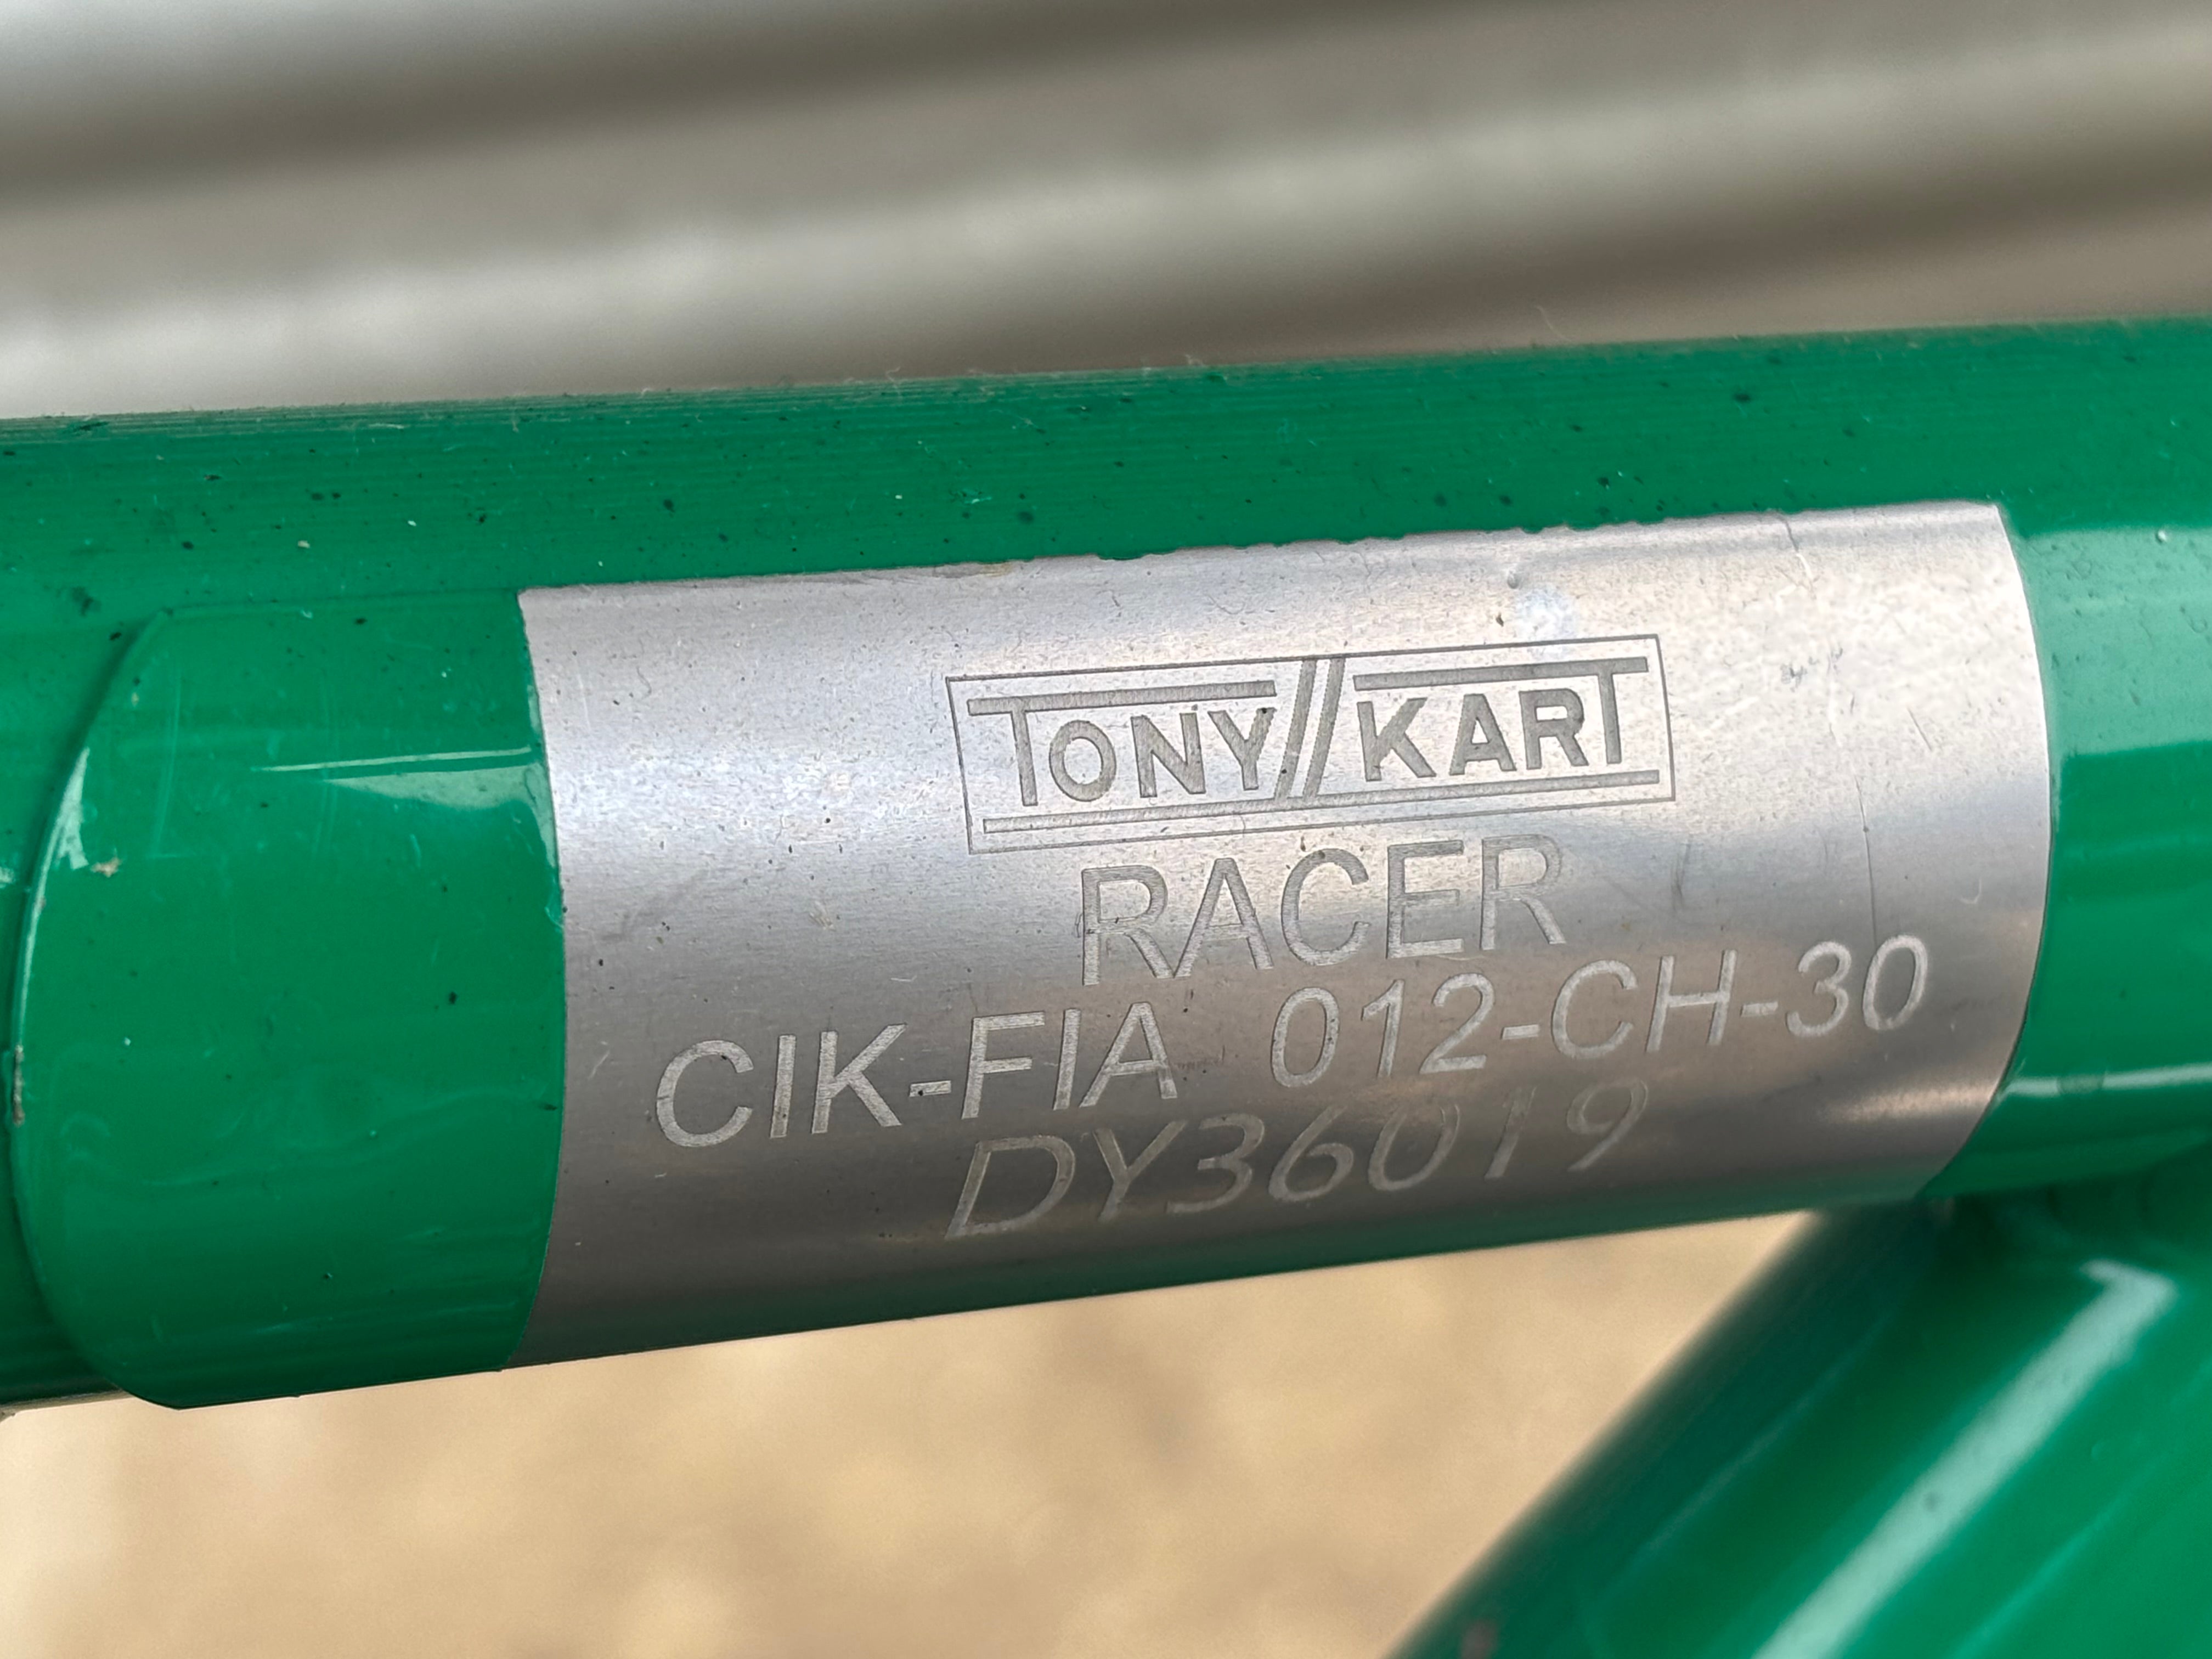 TONY KART
RACER
CIK-FIA 012-CH-30
DY36019